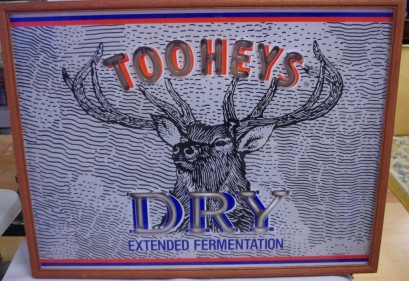 TOOHEYS
DRY
EXTENDED FERMENTATION